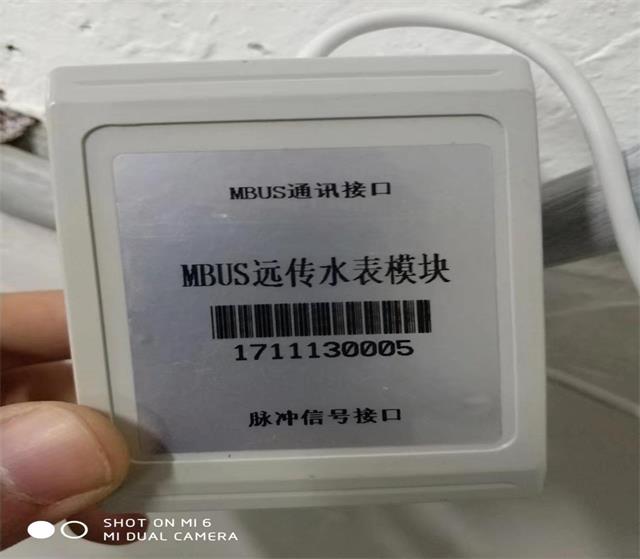 MBUS通讯接口
MBUS远传水表模块
1711130005
脉冲信号接口
SHOT ON MI 6
MI DUAL CAMERA